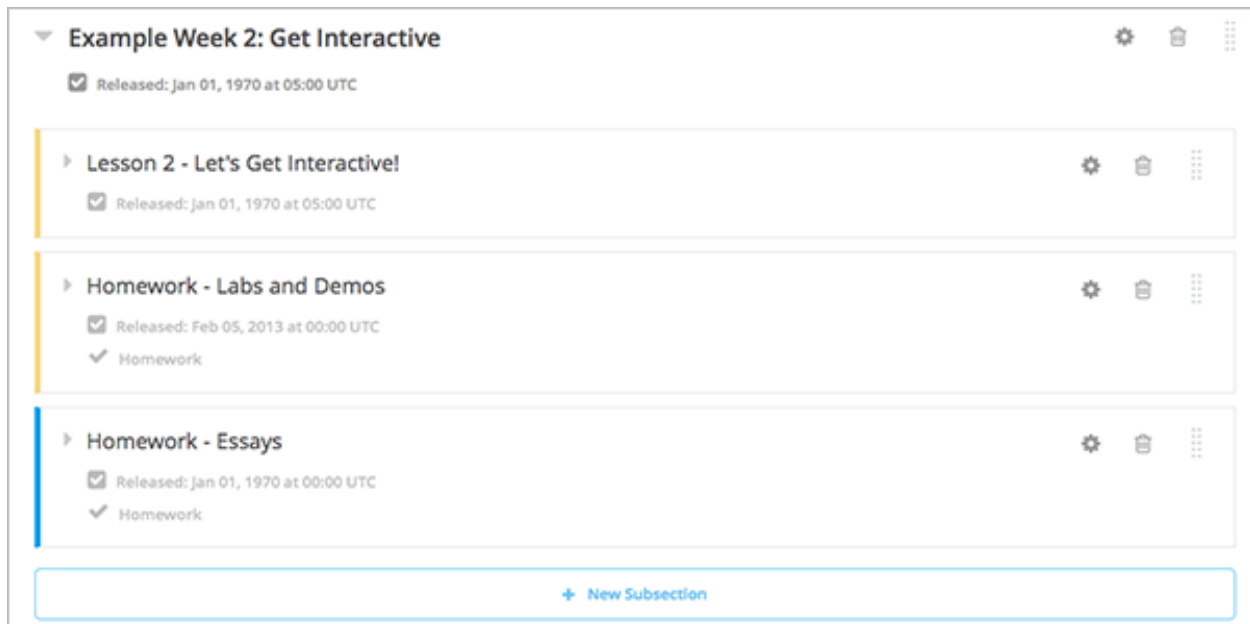 Example Week 2: Get Interactive
Released: Jan 01, 1970 at 05:00 UTC
Lesson 2 - Let's Get Interactive!
Released: Jan 01, 1970 at 05:00 UTC
Homework - Labs and Demos
Released: Feb 05, 2013 at 00:00 UTC
Homework
Homework - Essays
Released: Jan 01, 1970 at 00:00 UTC
Homework
+ New Subsection